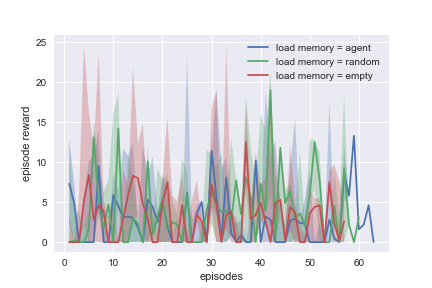 25
20
15
10
5
0
episode reward
load memory = agent
load memory = random
load memory = empty
0 10 20 30 40 50 60
episodes